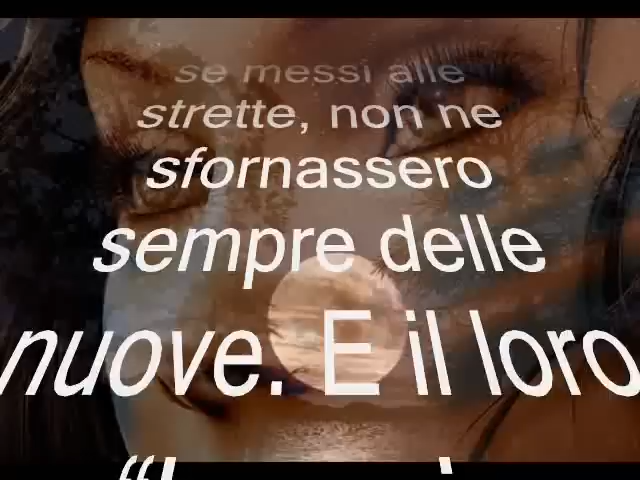 se messi alle
strette, non ne
sfornassero
sempre delle
nuove. E il loro